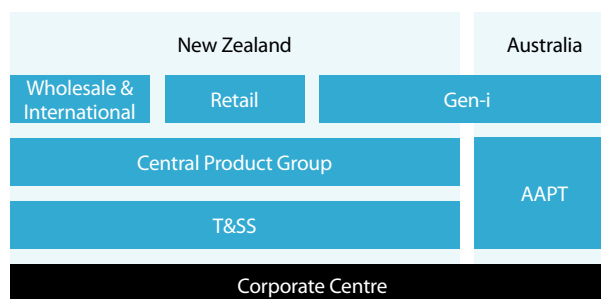 New Zealand
Australia
Wholesale &
International
Retail
Gen-i
Central Product Group
AAPT
T&SS
Corporate Centre